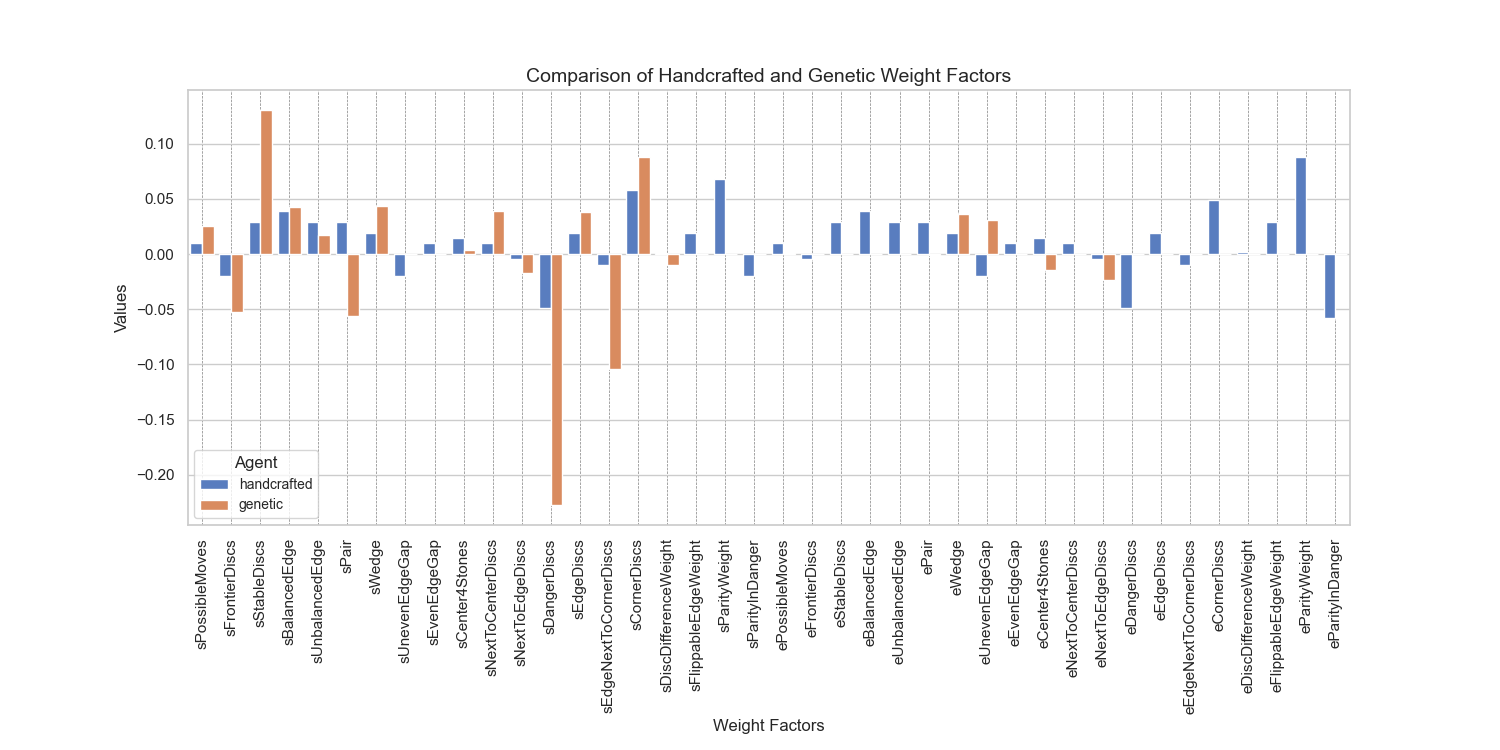 Comparison of Handcrafted and Genetic Weight Factors
Values
0.10
0.05
0.00
−0.05
−0.10
−0.15
−0.20
Agent
handcrafted
genetic
sPossibleMoves
sFrontierDiscs
sStableDiscs
sBalancedEdge
sUnbalancedEdge
sPair
sWedge
sUnevenEdgeGap
sEvenEdgeGap
sCenter4Stones
sNextToCenterDiscs
sNextToEdgeDiscs
sDangerDiscs
sEdgeDiscs
sEdgeNextToCornerDiscs
sCornerDiscs
sDiscDifferenceWeight
sFlippableEdgeWeight
sParityWeight
sParityInDanger
ePossibleMoves
eFrontierDiscs
eStableDiscs
eBalancedEdge
eUnbalancedEdge
ePair
eWedge
eUnevenEdgeGap
eEvenEdgeGap
eCenter4Stones
eNextToCenterDiscs
eNextToEdgeDiscs
eDangerDiscs
eEdgeDiscs
eEdgeNextToCornerDiscs
eCornerDiscs
eDiscDifferenceWeight
eFlippableEdgeWeight
eParityWeight
eParityInDanger
Weight Factors